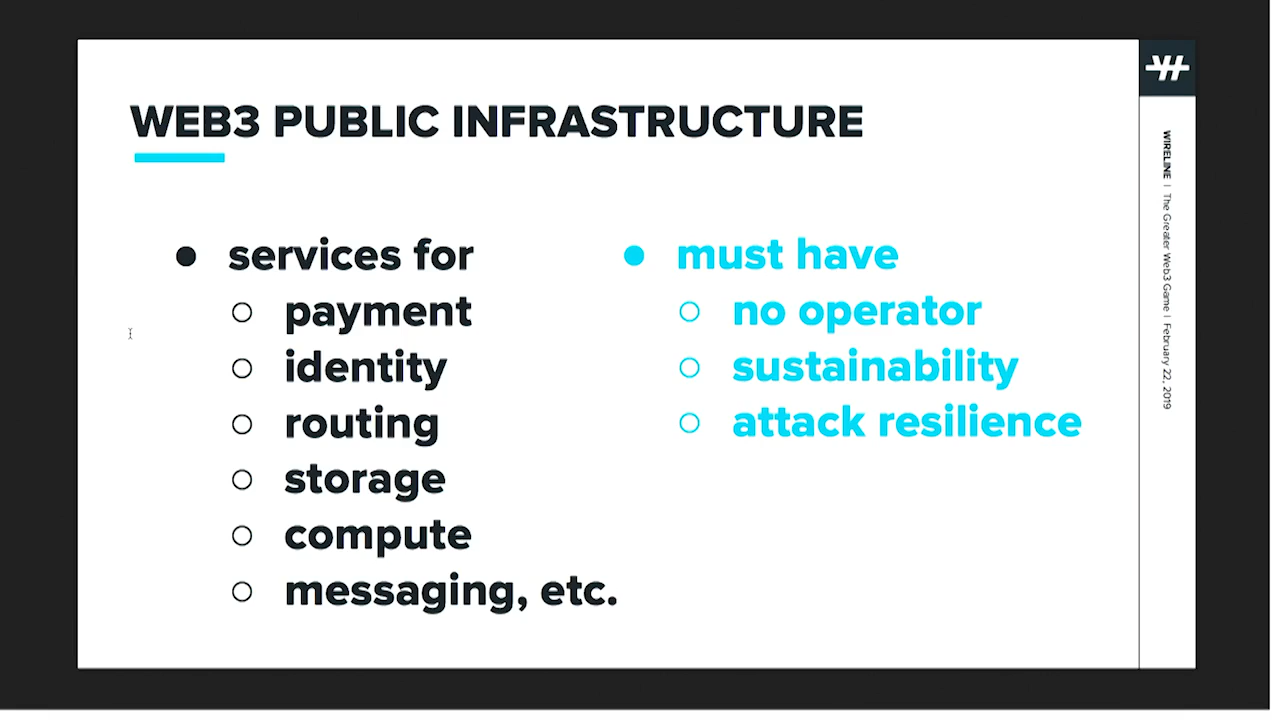 WEB3 PUBLIC INFRASTRUCTURE
services for
payment
identity
routing
storage
compute
messaging, etc.
must have
no operator
sustainability
attack resilience
WIRELINE | The Greater Web3 Game | February 22, 2019